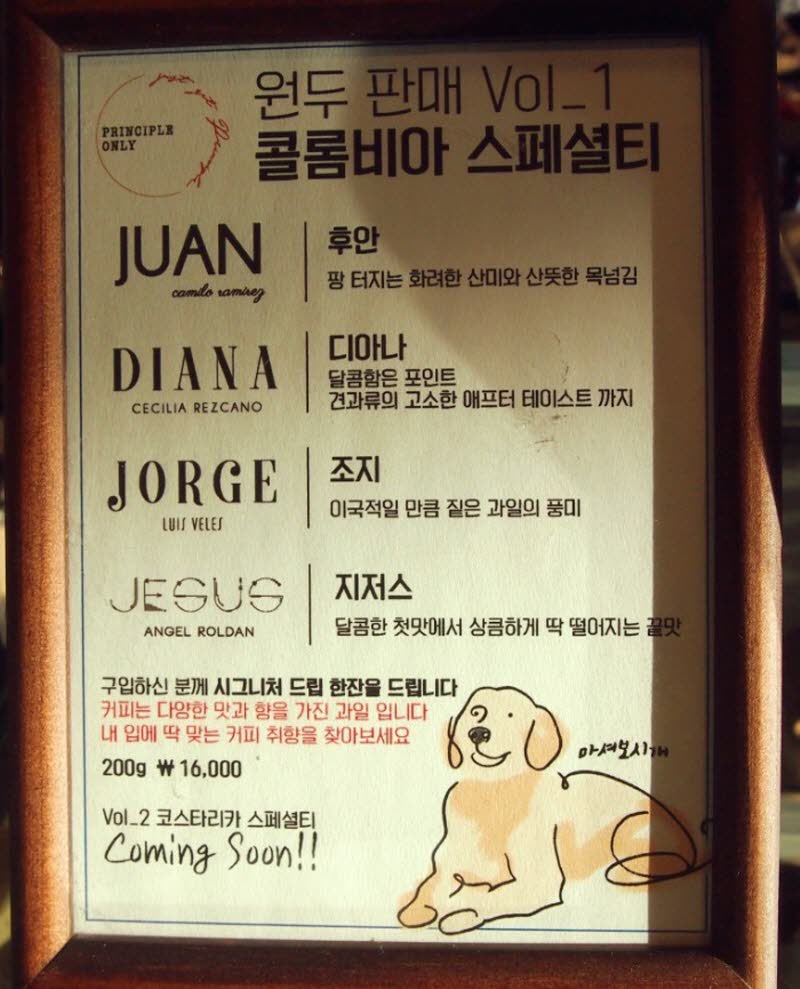 PRINCIPLE
ONLY
원두 판매 Vol_1
콜롬비아 스페셜티
JUAN
camilo ramirez
후안
팡 터지는 화려한 산미와 산뜻한 목넘김
DIANA
CECILIA REZCANO
디아나
달콤함은 포인트
견과류의 고소한 애프터 테이스트 까지
JORGE
LUIS VELES
조지
이국적일 만큼 짙은 과일의 풍미
JESUS
ANGEL ROLDAN
지저스
달콤한 첫맛에서 상큼하게 딱 떨어지는 끝맛
구입하신 분께 시그니처 드립 한잔을 드립니다
커피는 다양한 맛과 향을 가진 과일 입니다
내 입에 딱 맞는 커피 취향을 찾아보세요
200g ₩ 16,000
마셔보시개
Vol_2 코스타리카 스페셜티
Coming Soon!!